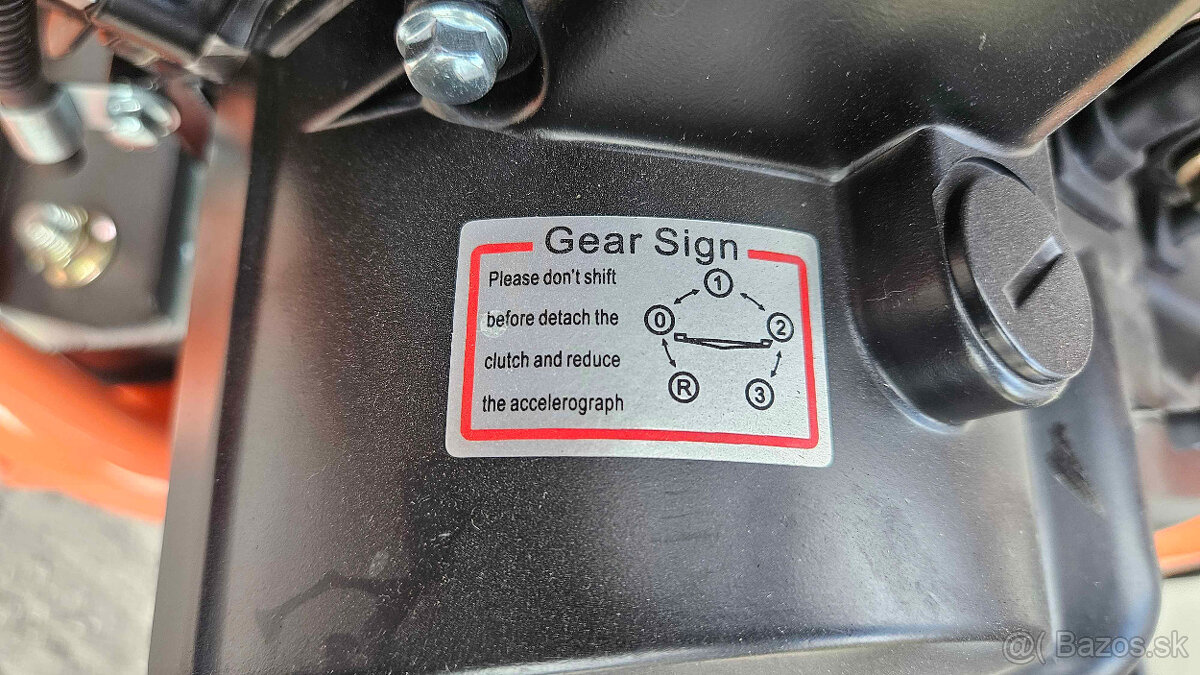 Gear Sign
Please don't shift
before detach the
clutch and reduce
the accelerograph
1
0
2
R
3
@( Bazos.sk